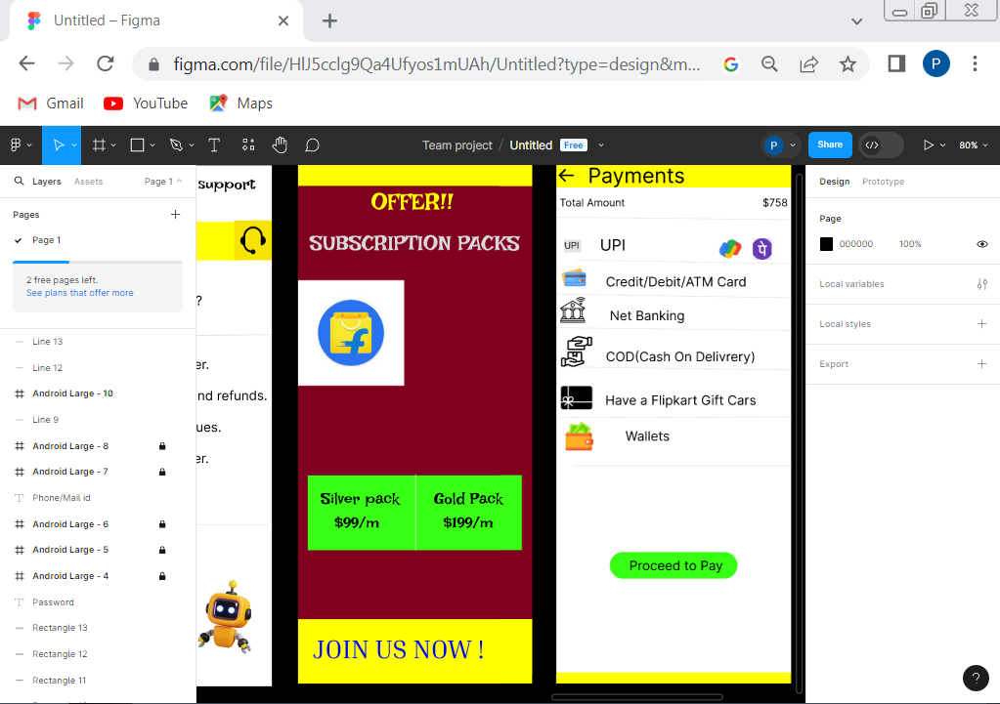 Untitled – Figma
figma.com/file/HlJ5cclg9Qa4Ufyos1mUAh/Untitled?type=design&m...
P
Gmail
YouTube
Maps
Team project / Untitled Free
P
Share
80%
Layers
Assets
Page 1
Pages
Page 1
2 free pages left.
See plans that offer more
Line 13
Line 12
Android Large - 10
Line 9
Android Large - 8
Android Large - 7
Phone/Mail id
Android Large - 6
Android Large - 5
Android Large - 4
Password
Rectangle 13
Rectangle 12
Rectangle 11
support
?
er.
nd refunds.
ues.
er.
OFFER!!
SUBSCRIPTION PACKS
Silver pack
$99/m
Gold Pack
$199/m
JOIN US NOW !
Payments
Total Amount $758
UPI UPI
Credit/Debit/ATM Card
Net Banking
COD(Cash On Delivrery)
Have a Flipkart Gift Cars
Wallets
Proceed to Pay
Design
Prototype
Page
000000 100%
Local variables
Local styles
Export
?